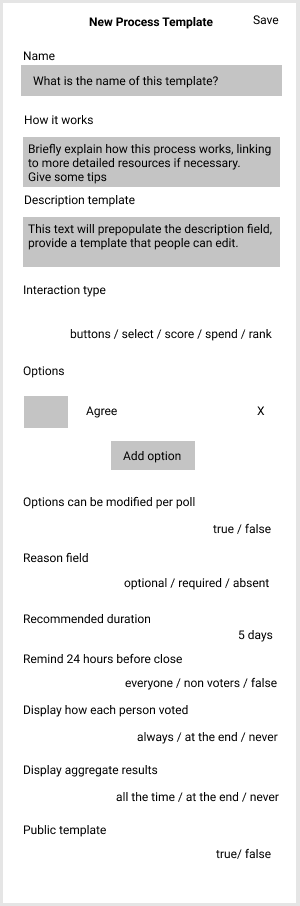 New Process Template
Save
Name
What is the name of this template?
How it works
Briefly explain how this process works, linking
to more detailed resources if necessary.
Give some tips
Description template
This text will prepopulate the description field,
provide a template that people can edit.
Interaction type
buttons / select / score / spend / rank
Options
Agree
X
Add option
Options can be modified per poll
true / false
Reason field
optional / required / absent
Recommended duration
5 days
Remind 24 hours before close
everyone / non voters / false
Display how each person voted
always / at the end / never
Display aggregate results
all the time / at the end / never
Public template
true/ false